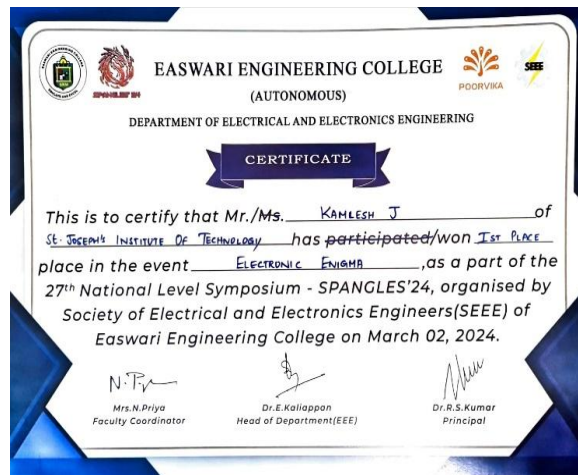 EASWARI ENGINEERING COLLEGE
(AUTONOMOUS)
POORVIKA
SEEE
SPANGLES'24
DEPARTMENT OF ELECTRICAL AND ELECTRONICS ENGINEERING
CERTIFICATE
This is to certify that Mr./Ms. KAMLESH J of
ST. JOSEPH'S INSTITUTE OF TECHNOLOGY has participated/won IST PLACE
place in the event ELECTRONIC ENIGMA ,as a part of the
27th National Level Symposium - SPANGLES'24, organised by
Society of Electrical and Electronics Engineers(SEEE) of
Easwari Engineering College on March 02, 2024.
N. Priya
Mrs.N.Priya
Faculty Coordinator
Dr.E.Kaliappan
Head of Department(EEE)
Dr.R.S.Kumar
Principal